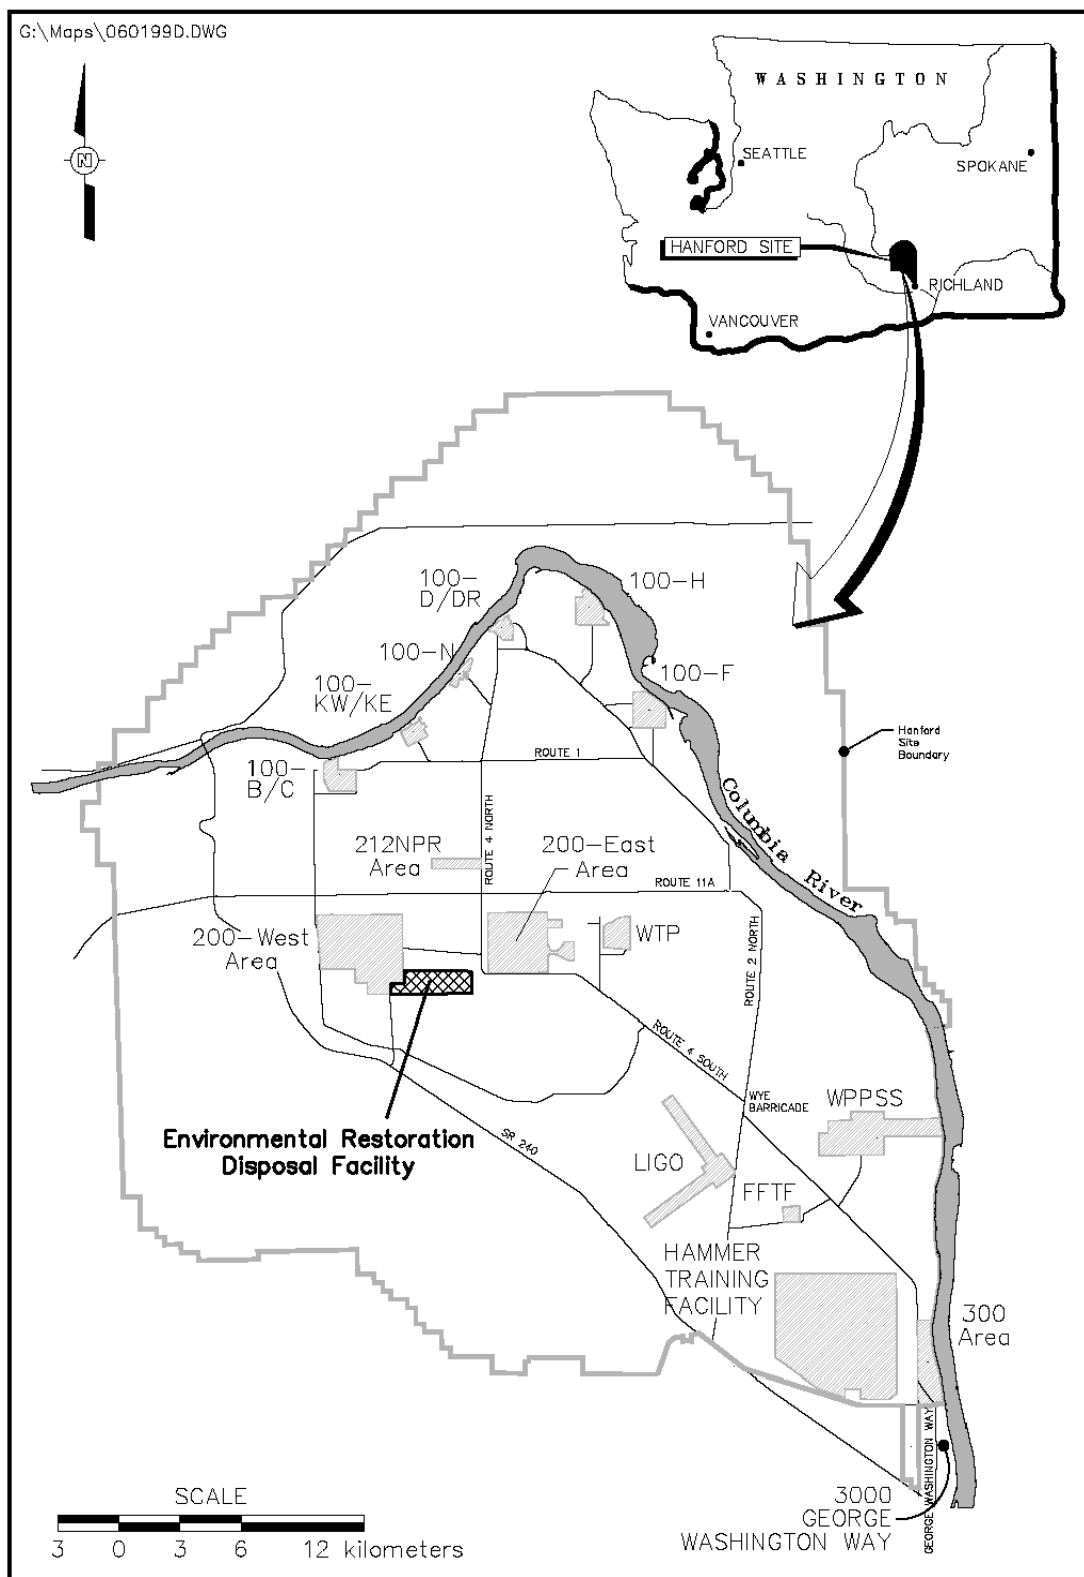 G:\Maps\060199D.DWG
WASHINGTON
SEATTLE
SPOKANE
HANFORD SITE
RICHLAND
VANCOUVER
N
100-
D/DR
100-H
100-N
100-F
100-
KW/KE
Hanford
Site
Boundary
ROUTE 1
100-
B/C
Columbia River
ROUTE 4 NORTH
212NPR
Area
200-East
Area
ROUTE 11A
200-West
Area
WTP
ROUTE 2 NORTH
ROUTE 4 SOUTH
WYE
BARRICADE
WPPSS
Environmental Restoration
Disposal Facility
SR 240
LIGO
FFTF
HAMMER
TRAINING
FACILITY
300
Area
GEORGE WASHINGTON WAY
3000
GEORGE
WASHINGTON WAY
SCALE
3 0 3 6 12 kilometers